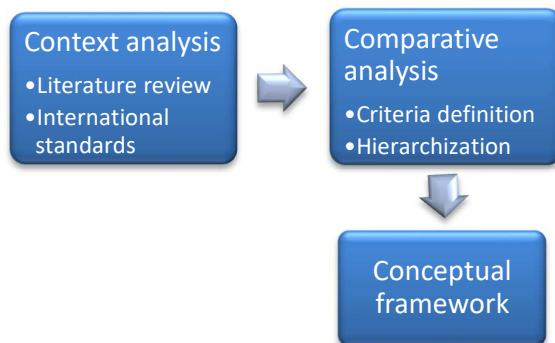 Context analysis
•Literature review
•International
standards
Comparative
analysis
•Criteria definition
•Hierarchization
Conceptual
framework